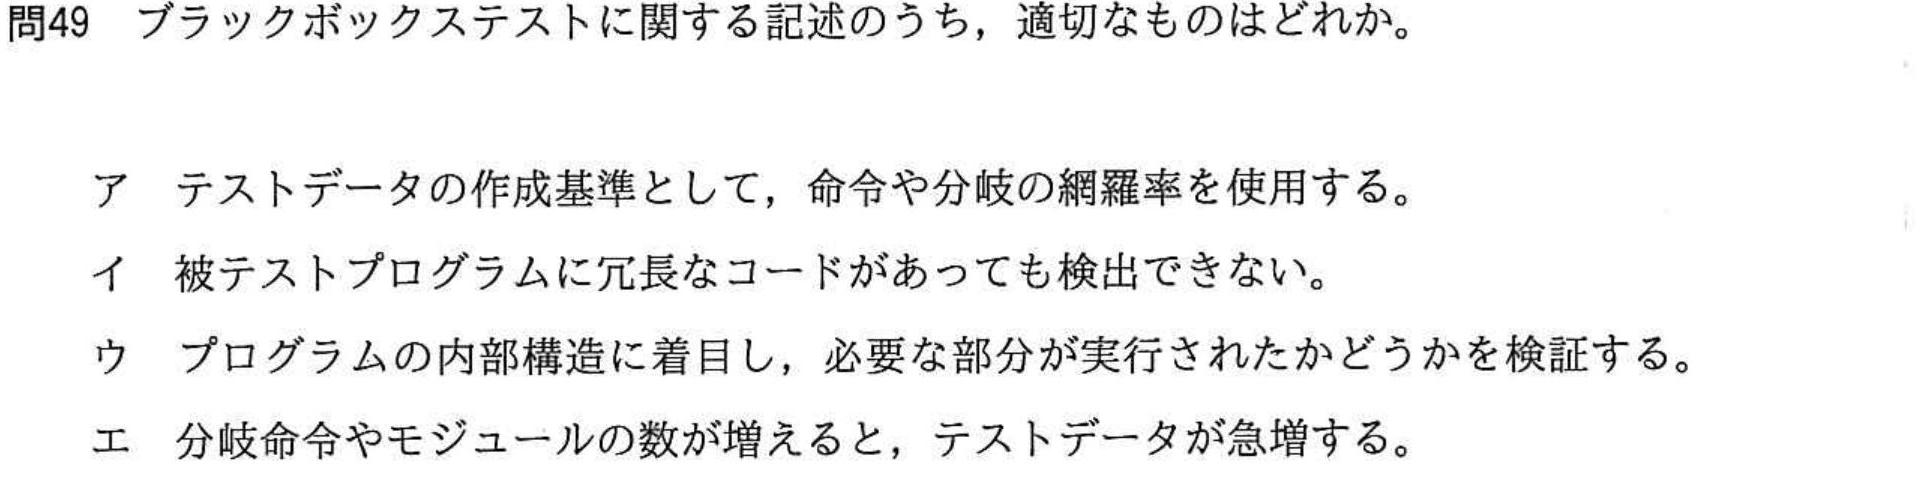 問49 ブラックボックステストに関する記述のうち，適切なものはどれか。
ア テストデータの作成基準として，命令や分岐の網羅率を使用する。
イ 被テストプログラムに冗長なコードがあっても検出できない。
ウ プログラムの内部構造に着目し，必要な部分が実行されたかどうかを検証する。
エ 分岐命令やモジュールの数が増えると，テストデータが急増する。